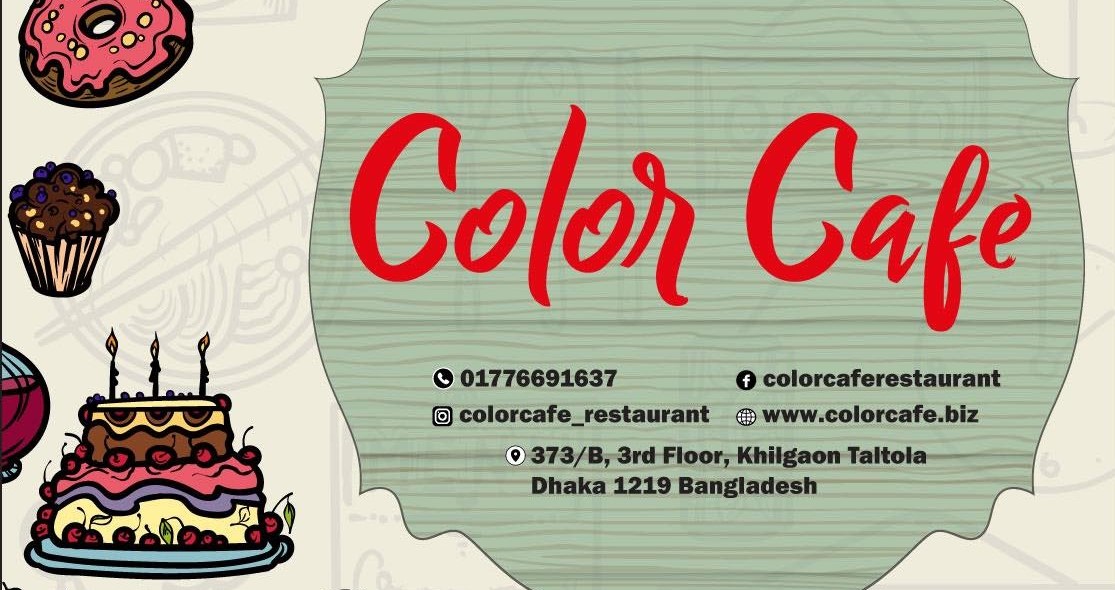 Color Cafe
01776691637
colorcaferestaurant
colorcafe_restaurant
www.colorcafe.biz
373/B, 3rd Floor, Khilgaon Taltola
Dhaka 1219 Bangladesh